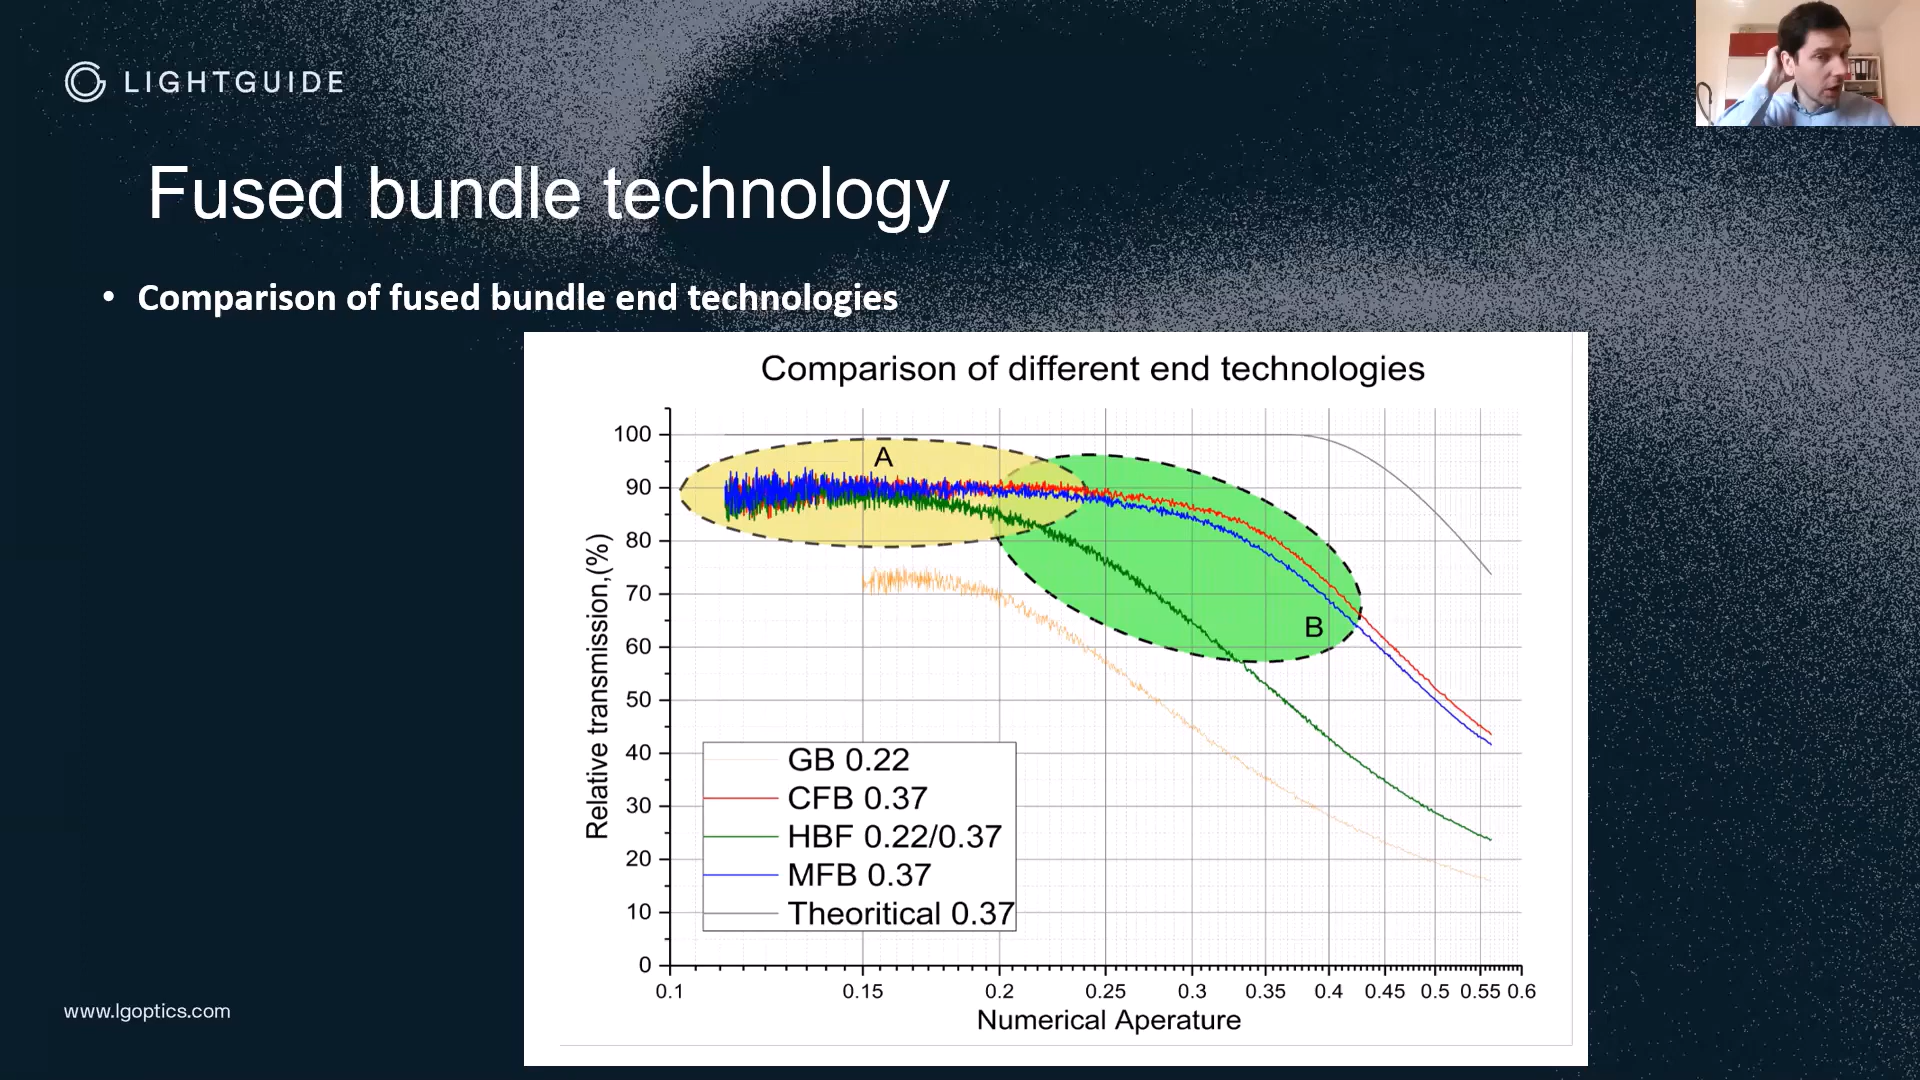 LIGHTGUIDE
Fused bundle technology
• Comparison of fused bundle end technologies
Comparison of different end technologies
Relative transmission,(%)
100
90
80
70
60
50
40
30
20
10
0
A
B
GB 0.22
CFB 0.37
HBF 0.22/0.37
MFB 0.37
Theoritical 0.37
0.1 0.15 0.2 0.25 0.3 0.35 0.4 0.45 0.5 0.55 0.6
Numerical Aperature
www.lgoptics.com